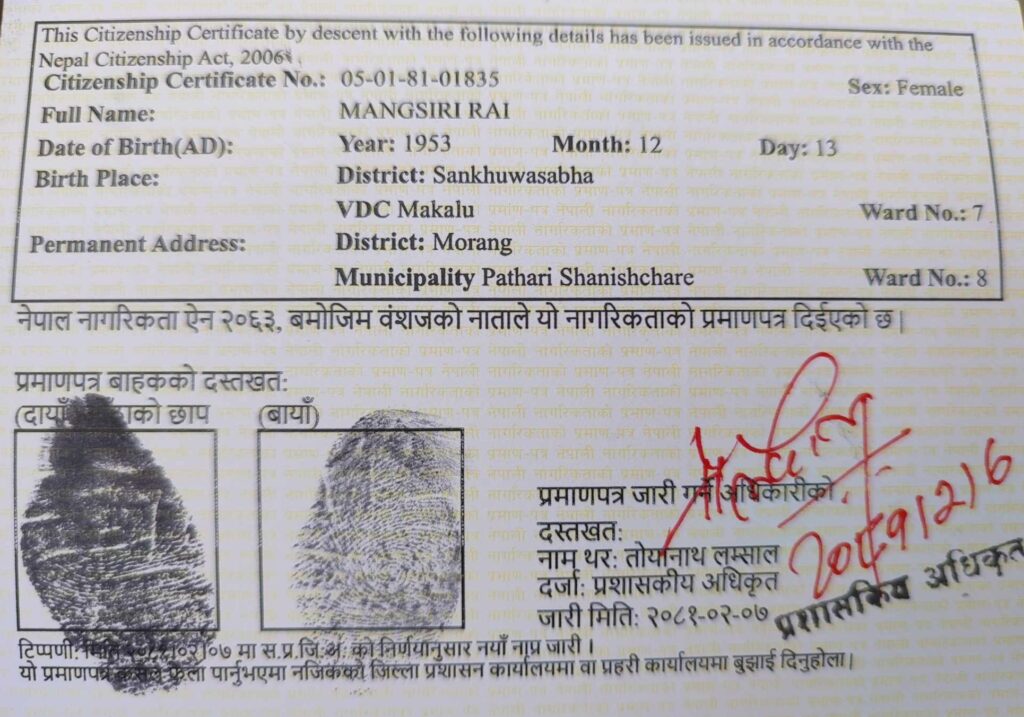 This Citizenship Certificate by descent with the following details has been issued in accordance with the
Nepal Citizenship Act, 2006
Citizenship Certificate No.: 05-01-81-01835 Sex: Female
Full Name: MANGSIRI RAI
Date of Birth(AD): Year: 1953 Month: 12 Day: 13
Birth Place: District: Sankhuwasabha
VDC Makalu Ward No.: 7
Permanent Address: District: Morang
Municipality Pathari Shanishchare Ward No.: 8
नेपाल नागरिकता ऐन २०६३, बमोजिम वंशजको नाताले यो नागरिकताको प्रमाणपत्र दिईएको छ |
प्रमाणपत्र बाहकको दस्तखत:
(दायाँ छाप (बायाँ)
प्रमाणपत्र जारी गर्ने अधिकारीको
दस्तखत:
नाम थर: तोयानाथ लम्साल
दर्जा: प्रशासकीय अधिकृत
जारी मिति: २०८१-०२-०७
प्रशासकिय अधिकृत
टिप्पणी: मा स.प्र.जि.अ. को निर्णयानुसार नयाँ नाप्र जारी ।
यो प्रमाणपत्र कसैले फेला पार्नुभएमा नजिकको जिल्ला प्रशासन कार्यालयमा वा प्रहरी कार्यालयमा बुझाई दिनुहोला|